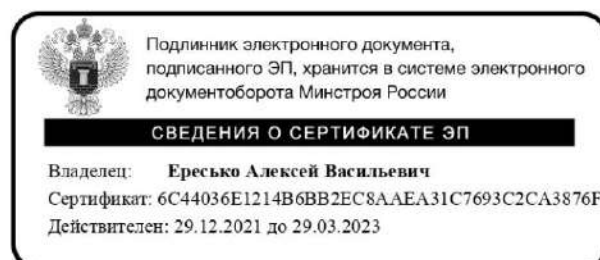 Подлинник электронного документа,
подписанного ЭП, хранится в системе электронного
документоборота Минстроя России
СВЕДЕНИЯ О СЕРТИФИКАТЕ ЭП
Владелец: Ересько Алексей Васильевич
Сертификат: 6C44036E1214B6BB2EC8AAEA31C7693C2CA3876F
Действителен: 29.12.2021 до 29.03.2023